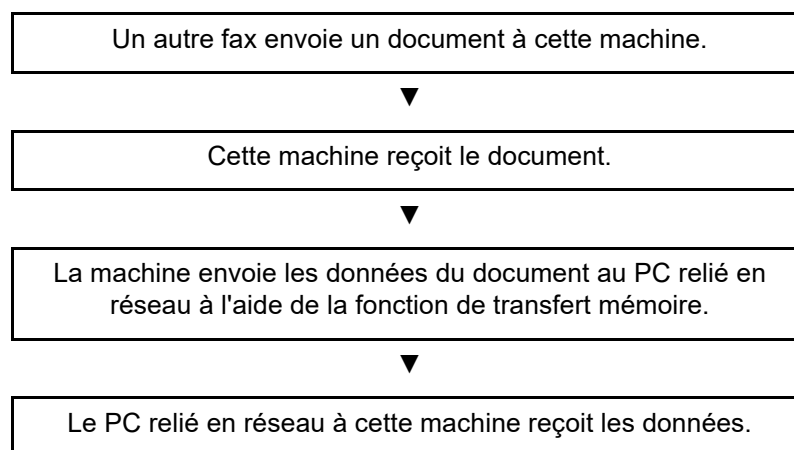 Un autre fax envoie un document à cette machine.
▼
Cette machine reçoit le document.
▼
La machine envoie les données du document au PC relié en
réseau à l'aide de la fonction de transfert mémoire.
▼
Le PC relié en réseau à cette machine reçoit les données.